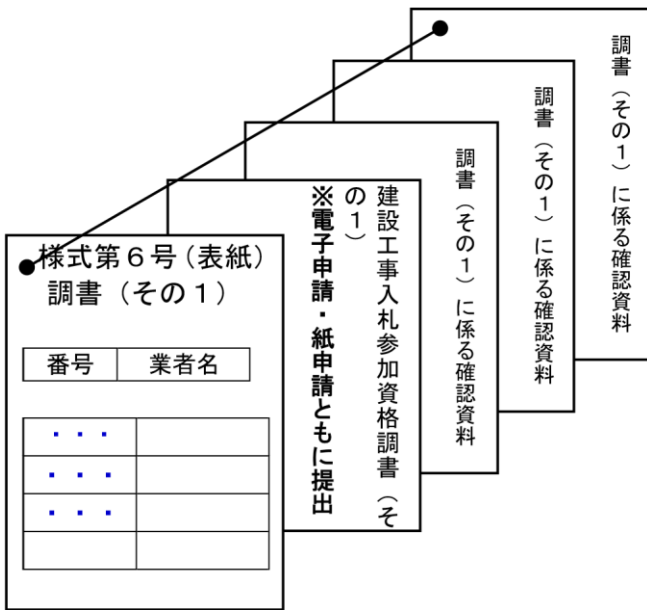 様式第６号（表紙）
調書（その１）
番号 業者名
・・・
・・・
・・・
建設工事入札参加資格調書（そ
の１）
※電子申請・紙申請ともに提出
調書（その１）に係る確認資料
調書（その１）に係る確認資料
調書（その１）に係る確認資料